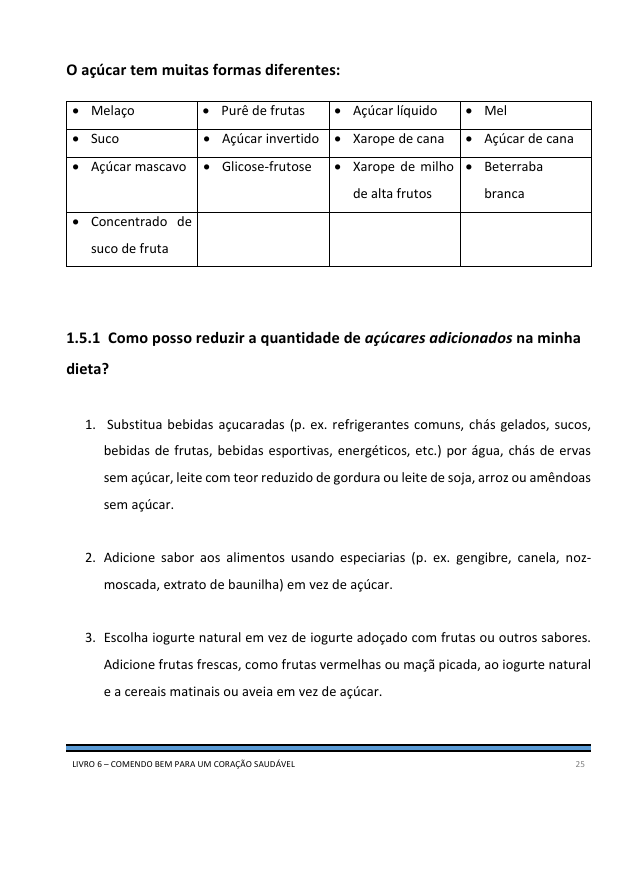 O açúcar tem muitas formas diferentes:
• Melaço • Purê de frutas • Açúcar líquido • Mel
• Suco • Açúcar invertido • Xarope de cana • Açúcar de cana
• Açúcar mascavo • Glicose-frutose • Xarope de milho • Beterraba
de alta frutos branca
• Concentrado de
suco de fruta
1.5.1 Como posso reduzir a quantidade de açúcares adicionados na minha
dieta?
1. Substitua bebidas açucaradas (p. ex. refrigerantes comuns, chás gelados, sucos,
bebidas de frutas, bebidas esportivas, energéticos, etc.) por água, chás de ervas
sem açúcar, leite com teor reduzido de gordura ou leite de soja, arroz ou amêndoas
sem açúcar.
2. Adicione sabor aos alimentos usando especiarias (p. ex. gengibre, canela, noz-
moscada, extrato de baunilha) em vez de açúcar.
3. Escolha iogurte natural em vez de iogurte adoçado com frutas ou outros sabores.
Adicione frutas frescas, como frutas vermelhas ou maçã picada, ao iogurte natural
e a cereais matinais ou aveia em vez de açúcar.
LIVRO 6 – COMENDO BEM PARA UM CORAÇÃO SAUDÁVEL 25